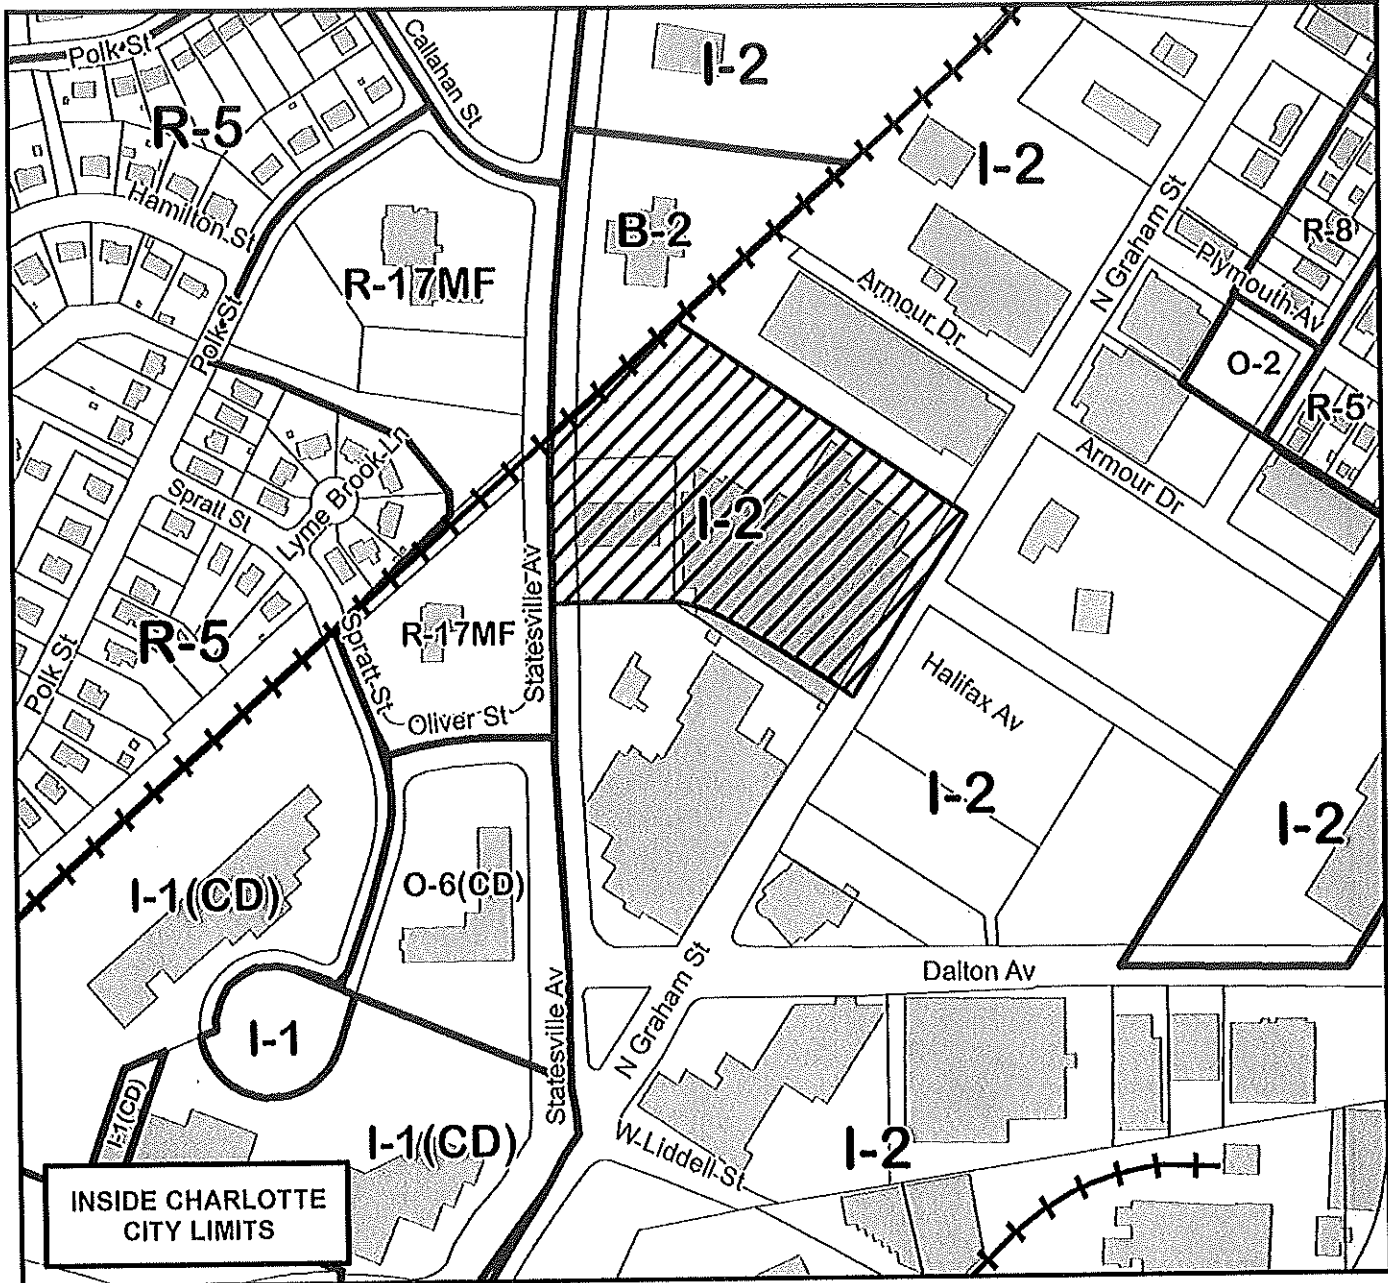 Polk St
Callahan St
I-2
R-5
I-2
Hamilton St
N Graham St
R-8
B-2
Plymouth Av
R-17MF
Armour Dr
Polk St
O-2
R-5
Lyme Brook Ln
Armour Dr
Spratt St
I-2
Statesville Av
R-17MF
Spratt St
R-5
Polk St
Halifax Av
Oliver St
I-2
I-2
O-6(CD)
I-1(CD)
Dalton Av
N Graham St
Statesville Av
I-1
I-1(CD)
I-1(CD)
W Liddell St
I-2
INSIDE CHARLOTTE
CITY LIMITS